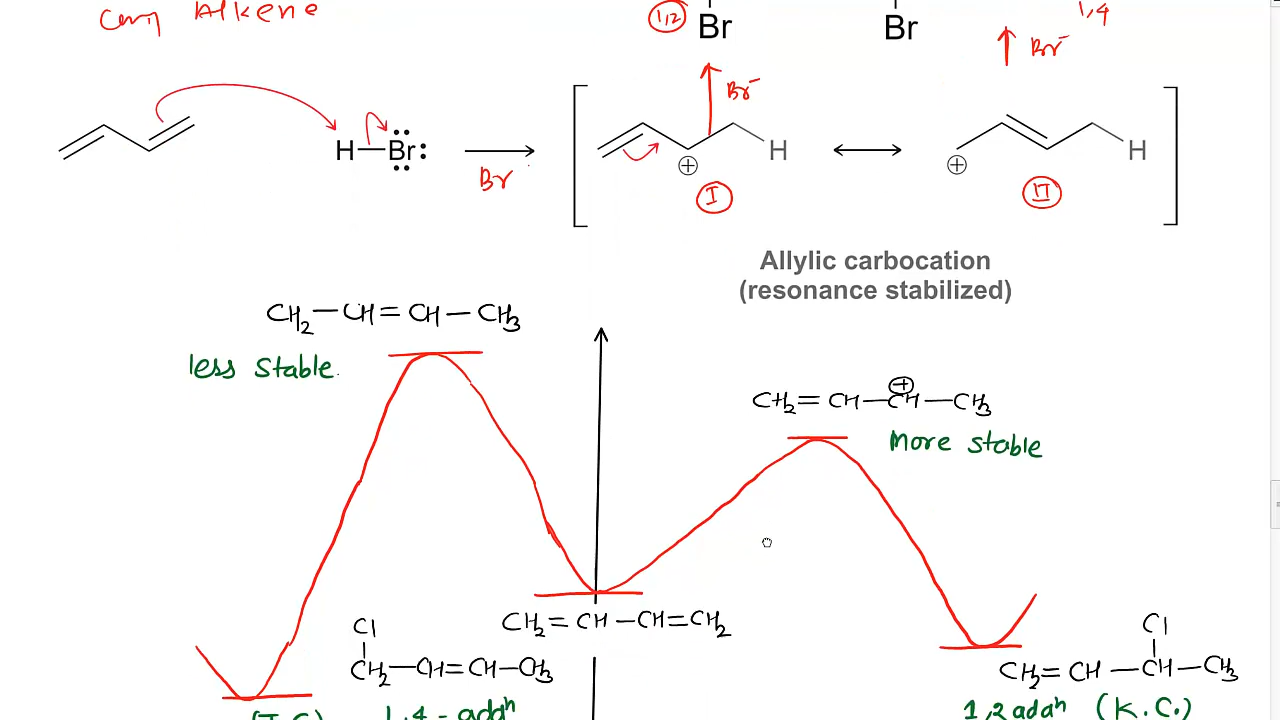 Alkene
1,2 Br Br 1,4
Br⁻ Br⁻
H—Br: H H
⊕ ⊕
Br
I II
Allylic carbocation
(resonance stabilized)
CH₂—CH=CH—CH₃
less stable.
CH₂=CH—CH—CH₃
⊕
More stable
CH₂=CH—CH=CH₂
Cl
CH₂—CH=CH—CH₃
Cl
CH₂=CH—CH—CH₃
1,4-addⁿ
1,2 addⁿ (K.C.)